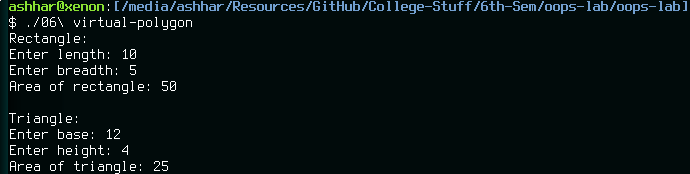 ashhar@xenon:[/media/ashhar/Resources/GitHub/College-Stuff/6th-Sem/oops-lab/oops-lab]
$ ./06\ virtual-polygon
Rectangle:
Enter length: 10
Enter breadth: 5
Area of rectangle: 50
Triangle:
Enter base: 12
Enter height: 4
Area of triangle: 25